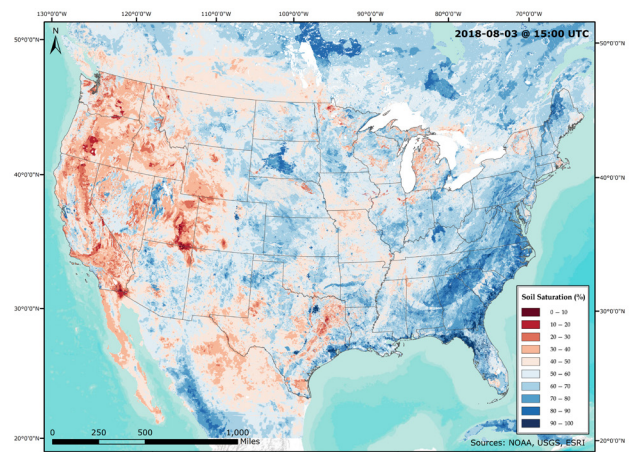 130°0'0"W 120°0'0"W 110°0'0"W 100°0'0"W 90°0'0"W 80°0'0"W 70°0'0"W
2018-08-03 @ 15:00 UTC
N
50°0'0"N
50°0'0"N
40°0'0"N
40°0'0"N
30°0'0"N
30°0'0"N
20°0'0"N
20°0'0"N
Soil Saturation (%)
0 – 10
10 – 20
20 – 30
30 – 40
40 – 50
50 – 60
60 – 70
70 – 80
80 – 90
90 – 100
0 250 500 1,000
Miles
Sources: NOAA, USGS, ESRI